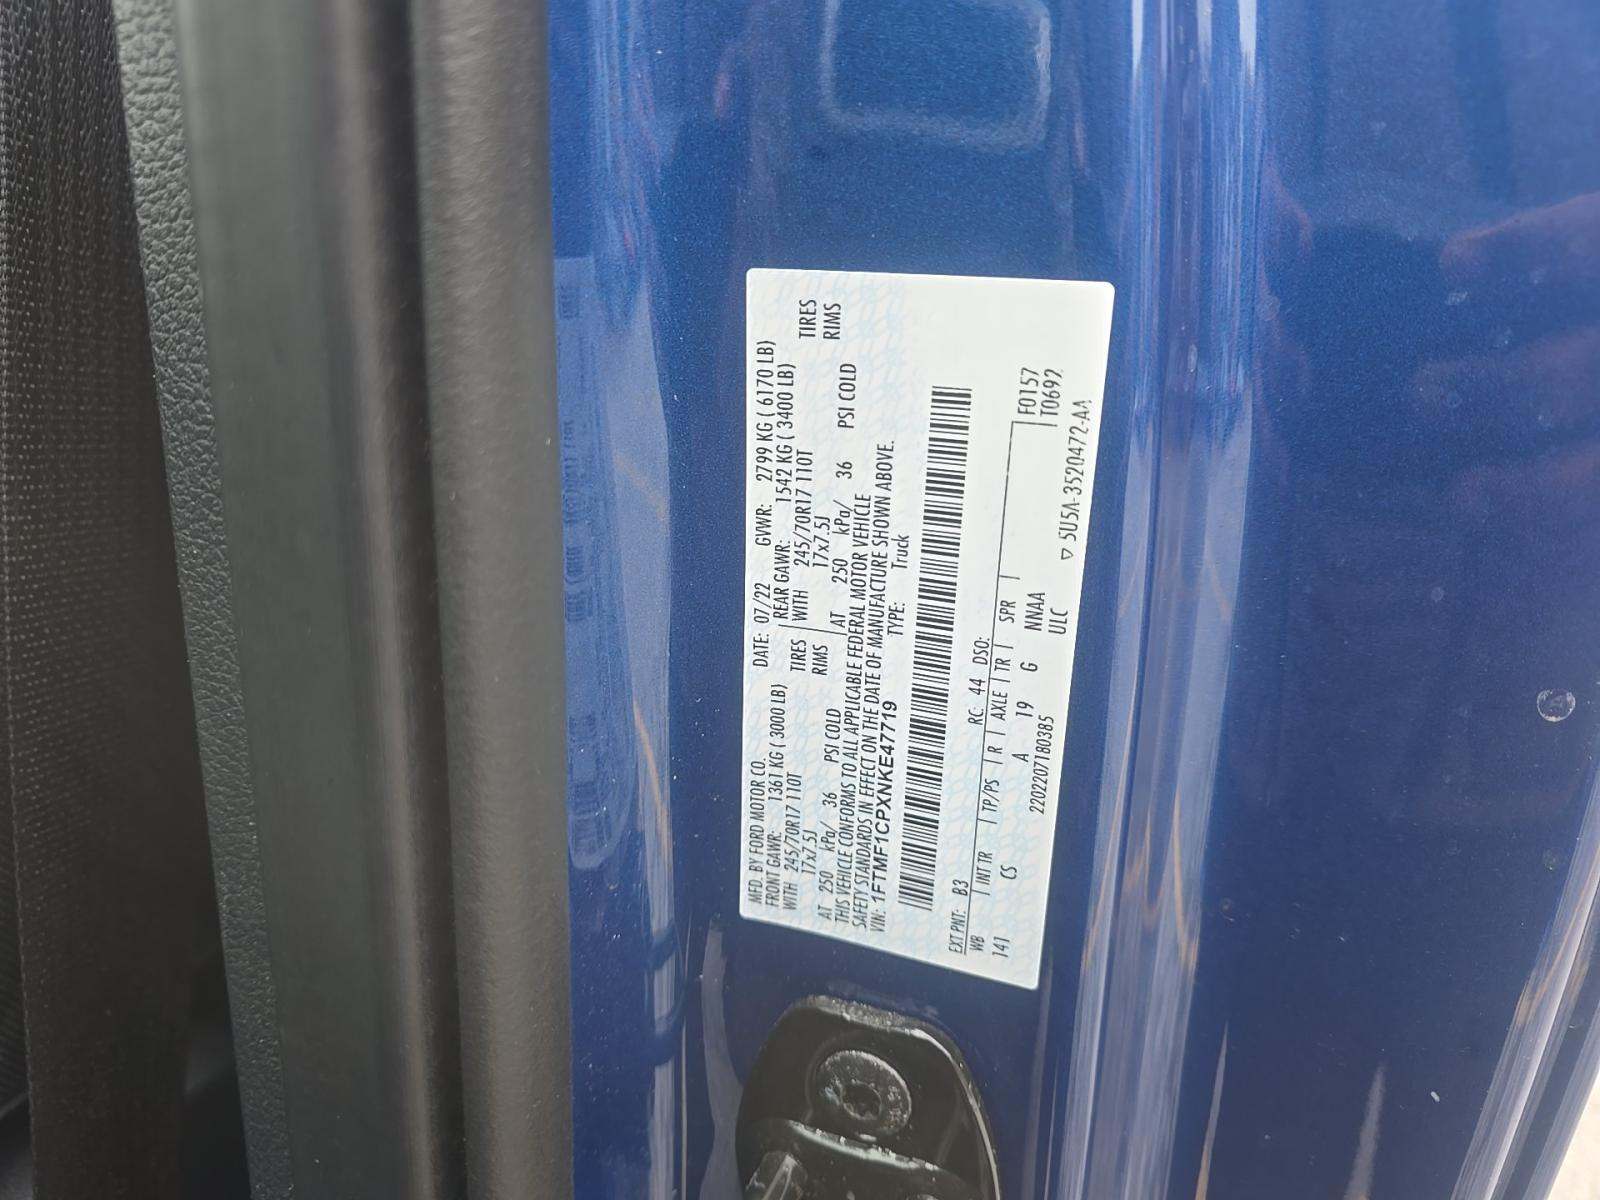 MFD. BY FORD MOTOR CO. DATE: 07/22 GVWR: 2799 KG ( 6170 LB)
FRONT GAWR: 1361 KG ( 3000 LB) REAR GAWR: 1542 KG ( 3400 LB)
WITH 245/70R17 110T TIRES WITH 245/70R17 110T TIRES
17x7.5J RIMS 17x7.5J RIMS
AT 250 kPa/ 36 PSI COLD AT 250 kPa/ 36 PSI COLD
THIS VEHICLE CONFORMS TO ALL APPLICABLE FEDERAL MOTOR VEHICLE
SAFETY STANDARDS IN EFFECT ON THE DATE OF MANUFACTURE SHOWN ABOVE.
VIN: 1FTMF1CPXNKE47719 TYPE: Truck
EXT PNT: B3 RC: 44 DSO:
WB INT TR TP/PS R AXLE TR SPR F0157
141 CS A 19 G NNAA T0692
2202207180385 ULC ▽ 5U5A-3520472-AA